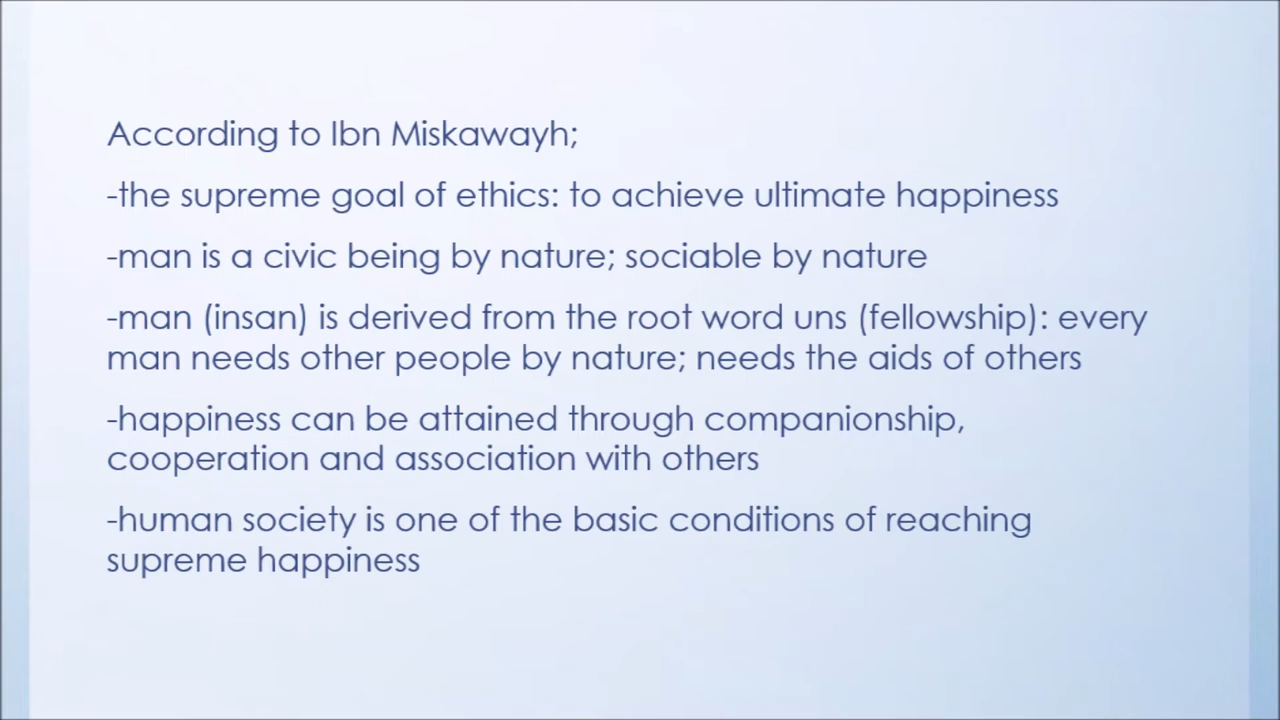 According to Ibn Miskawayh;
-the supreme goal of ethics: to achieve ultimate happiness
-man is a civic being by nature; sociable by nature
-man (insan) is derived from the root word uns (fellowship): every
man needs other people by nature; needs the aids of others
-happiness can be attained through companionship,
cooperation and association with others
-human society is one of the basic conditions of reaching
supreme happiness